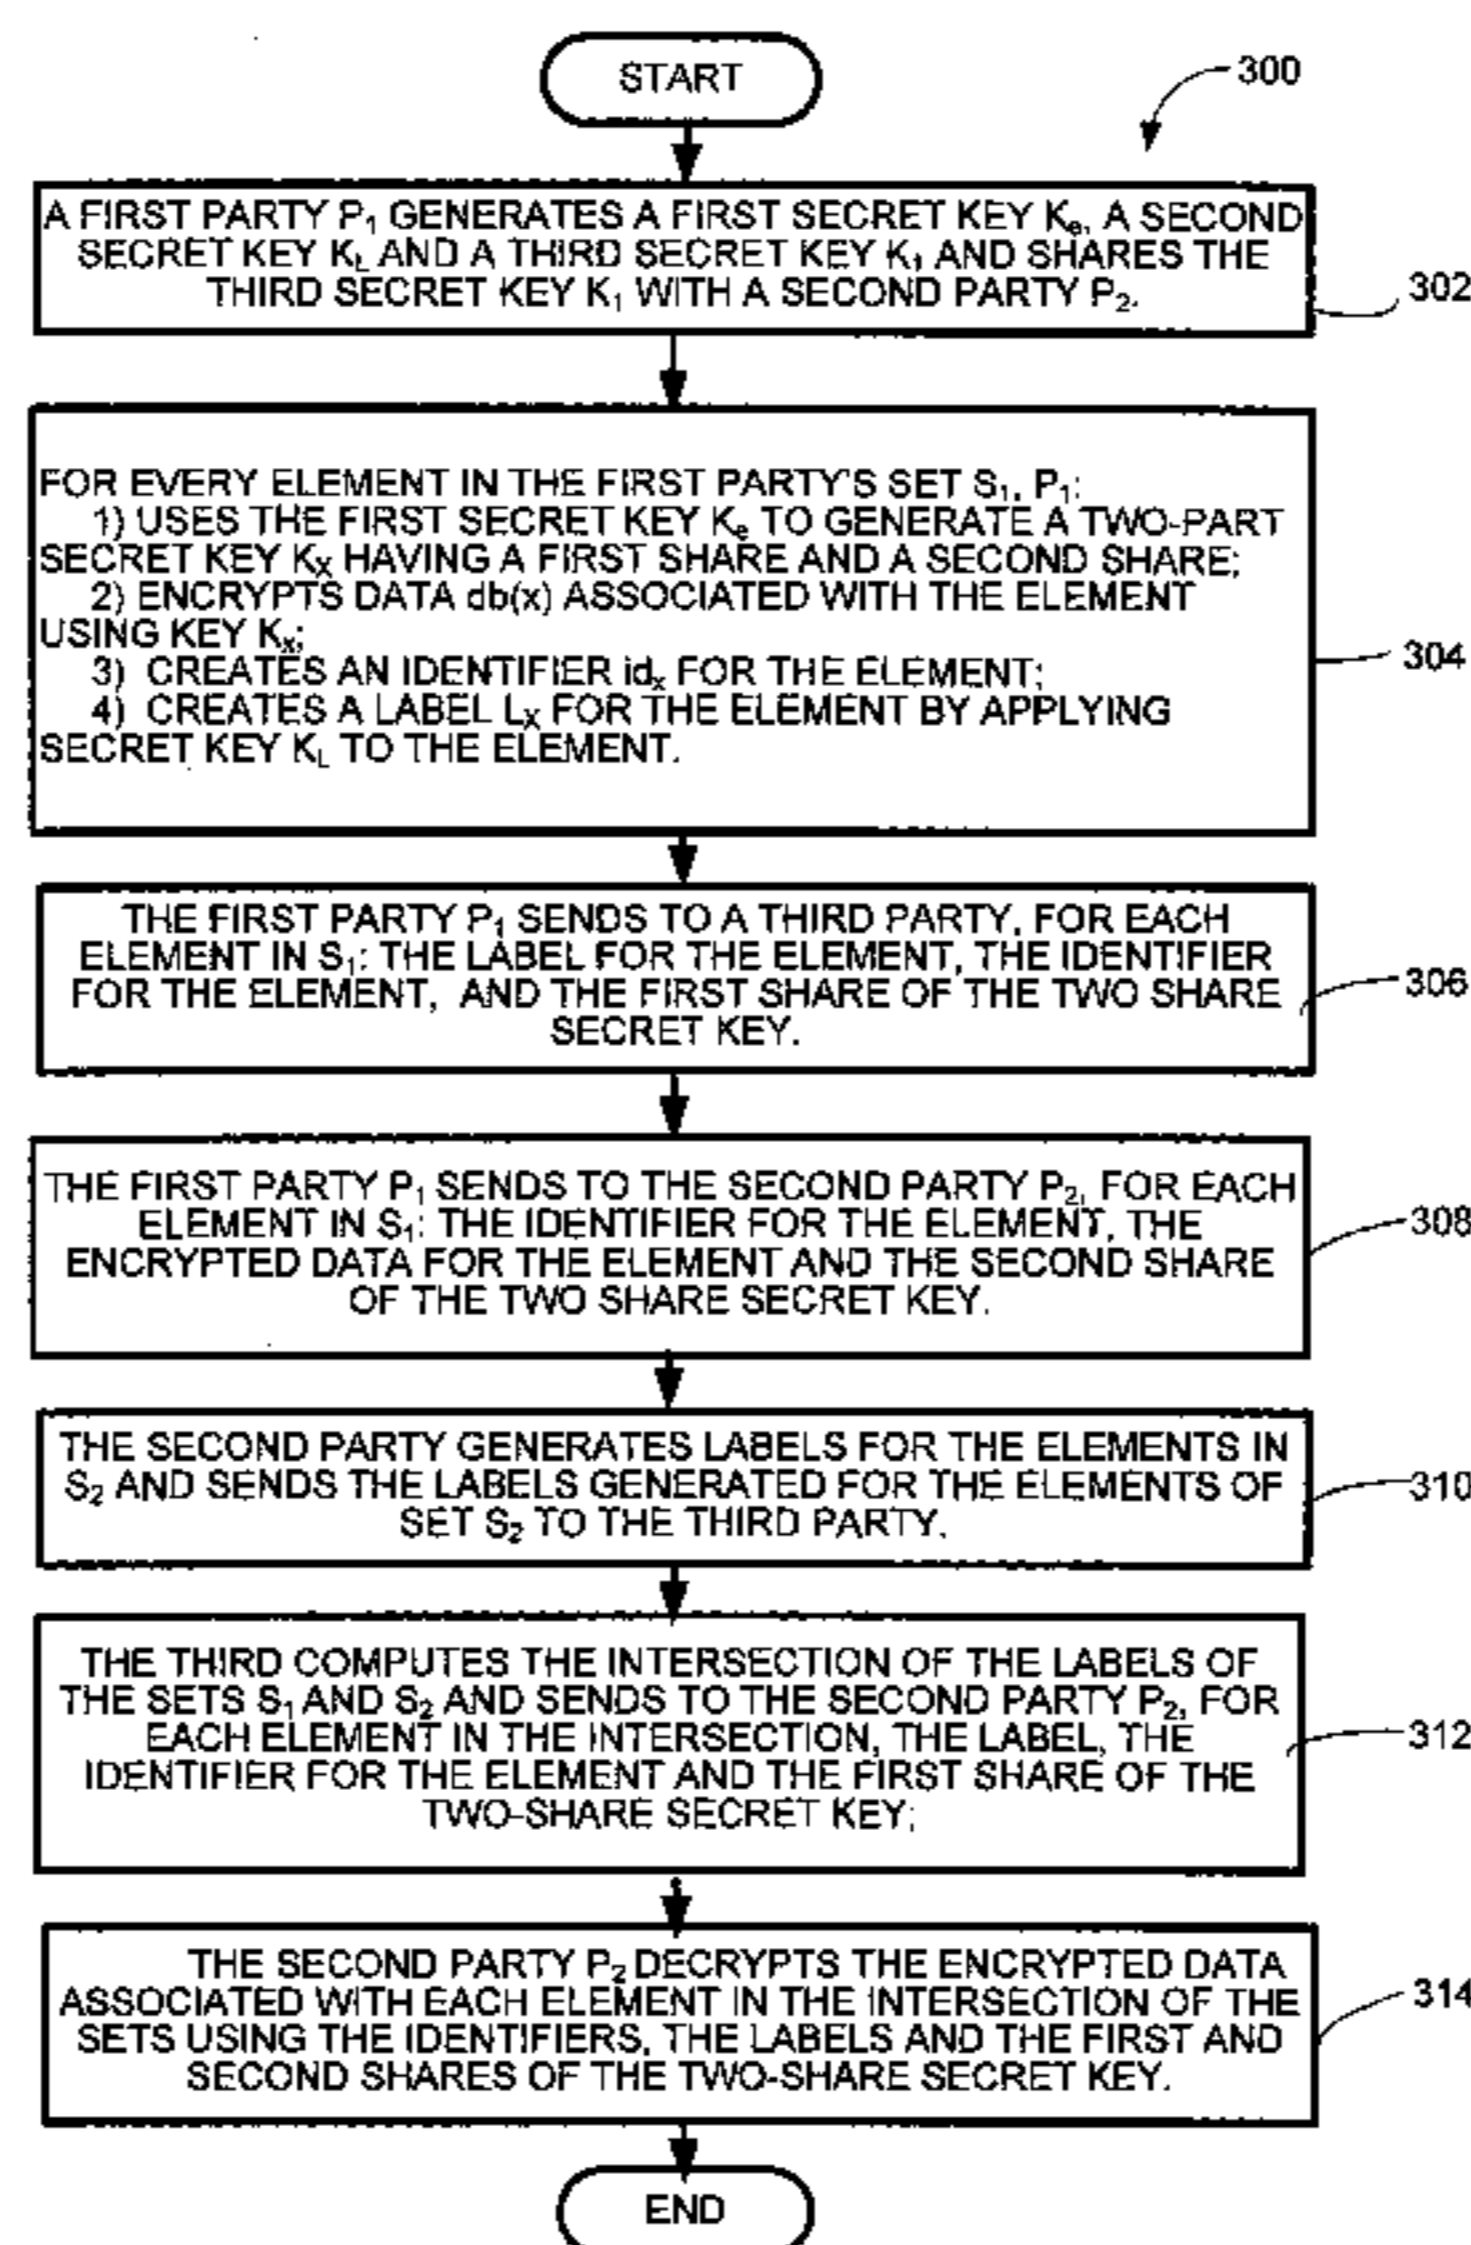 START
300
A FIRST PARTY P₁ GENERATES A FIRST SECRET KEY Kₑ, A SECOND
SECRET KEY K_L AND A THIRD SECRET KEY K₁ AND SHARES THE
THIRD SECRET KEY K₁ WITH A SECOND PARTY P₂.
302
FOR EVERY ELEMENT IN THE FIRST PARTY'S SET S₁, P₁:
1) USES THE FIRST SECRET KEY Kₑ TO GENERATE A TWO-PART
SECRET KEY K_X HAVING A FIRST SHARE AND A SECOND SHARE;
2) ENCRYPTS DATA db(x) ASSOCIATED WITH THE ELEMENT
USING KEY Kₓ;
3) CREATES AN IDENTIFIER idₓ FOR THE ELEMENT;
4) CREATES A LABEL L_X FOR THE ELEMENT BY APPLYING
SECRET KEY K_L TO THE ELEMENT.
304
THE FIRST PARTY P₁ SENDS TO A THIRD PARTY, FOR EACH
ELEMENT IN S₁: THE LABEL FOR THE ELEMENT, THE IDENTIFIER
FOR THE ELEMENT, AND THE FIRST SHARE OF THE TWO SHARE
SECRET KEY.
306
THE FIRST PARTY P₁ SENDS TO THE SECOND PARTY P₂, FOR EACH
ELEMENT IN S₁: THE IDENTIFIER FOR THE ELEMENT, THE
ENCRYPTED DATA FOR THE ELEMENT AND THE SECOND SHARE
OF THE TWO SHARE SECRET KEY.
308
THE SECOND PARTY GENERATES LABELS FOR THE ELEMENTS IN
S₂ AND SENDS THE LABELS GENERATED FOR THE ELEMENTS OF
SET S₂ TO THE THIRD PARTY.
310
THE THIRD COMPUTES THE INTERSECTION OF THE LABELS OF
THE SETS S₁ AND S₂ AND SENDS TO THE SECOND PARTY P₂, FOR
EACH ELEMENT IN THE INTERSECTION, THE LABEL, THE
IDENTIFIER FOR THE ELEMENT AND THE FIRST SHARE OF THE
TWO-SHARE SECRET KEY;
312
THE SECOND PARTY P₂ DECRYPTS THE ENCRYPTED DATA
ASSOCIATED WITH EACH ELEMENT IN THE INTERSECTION OF THE
SETS USING THE IDENTIFIERS, THE LABELS AND THE FIRST AND
SECOND SHARES OF THE TWO-SHARE SECRET KEY.
314
END